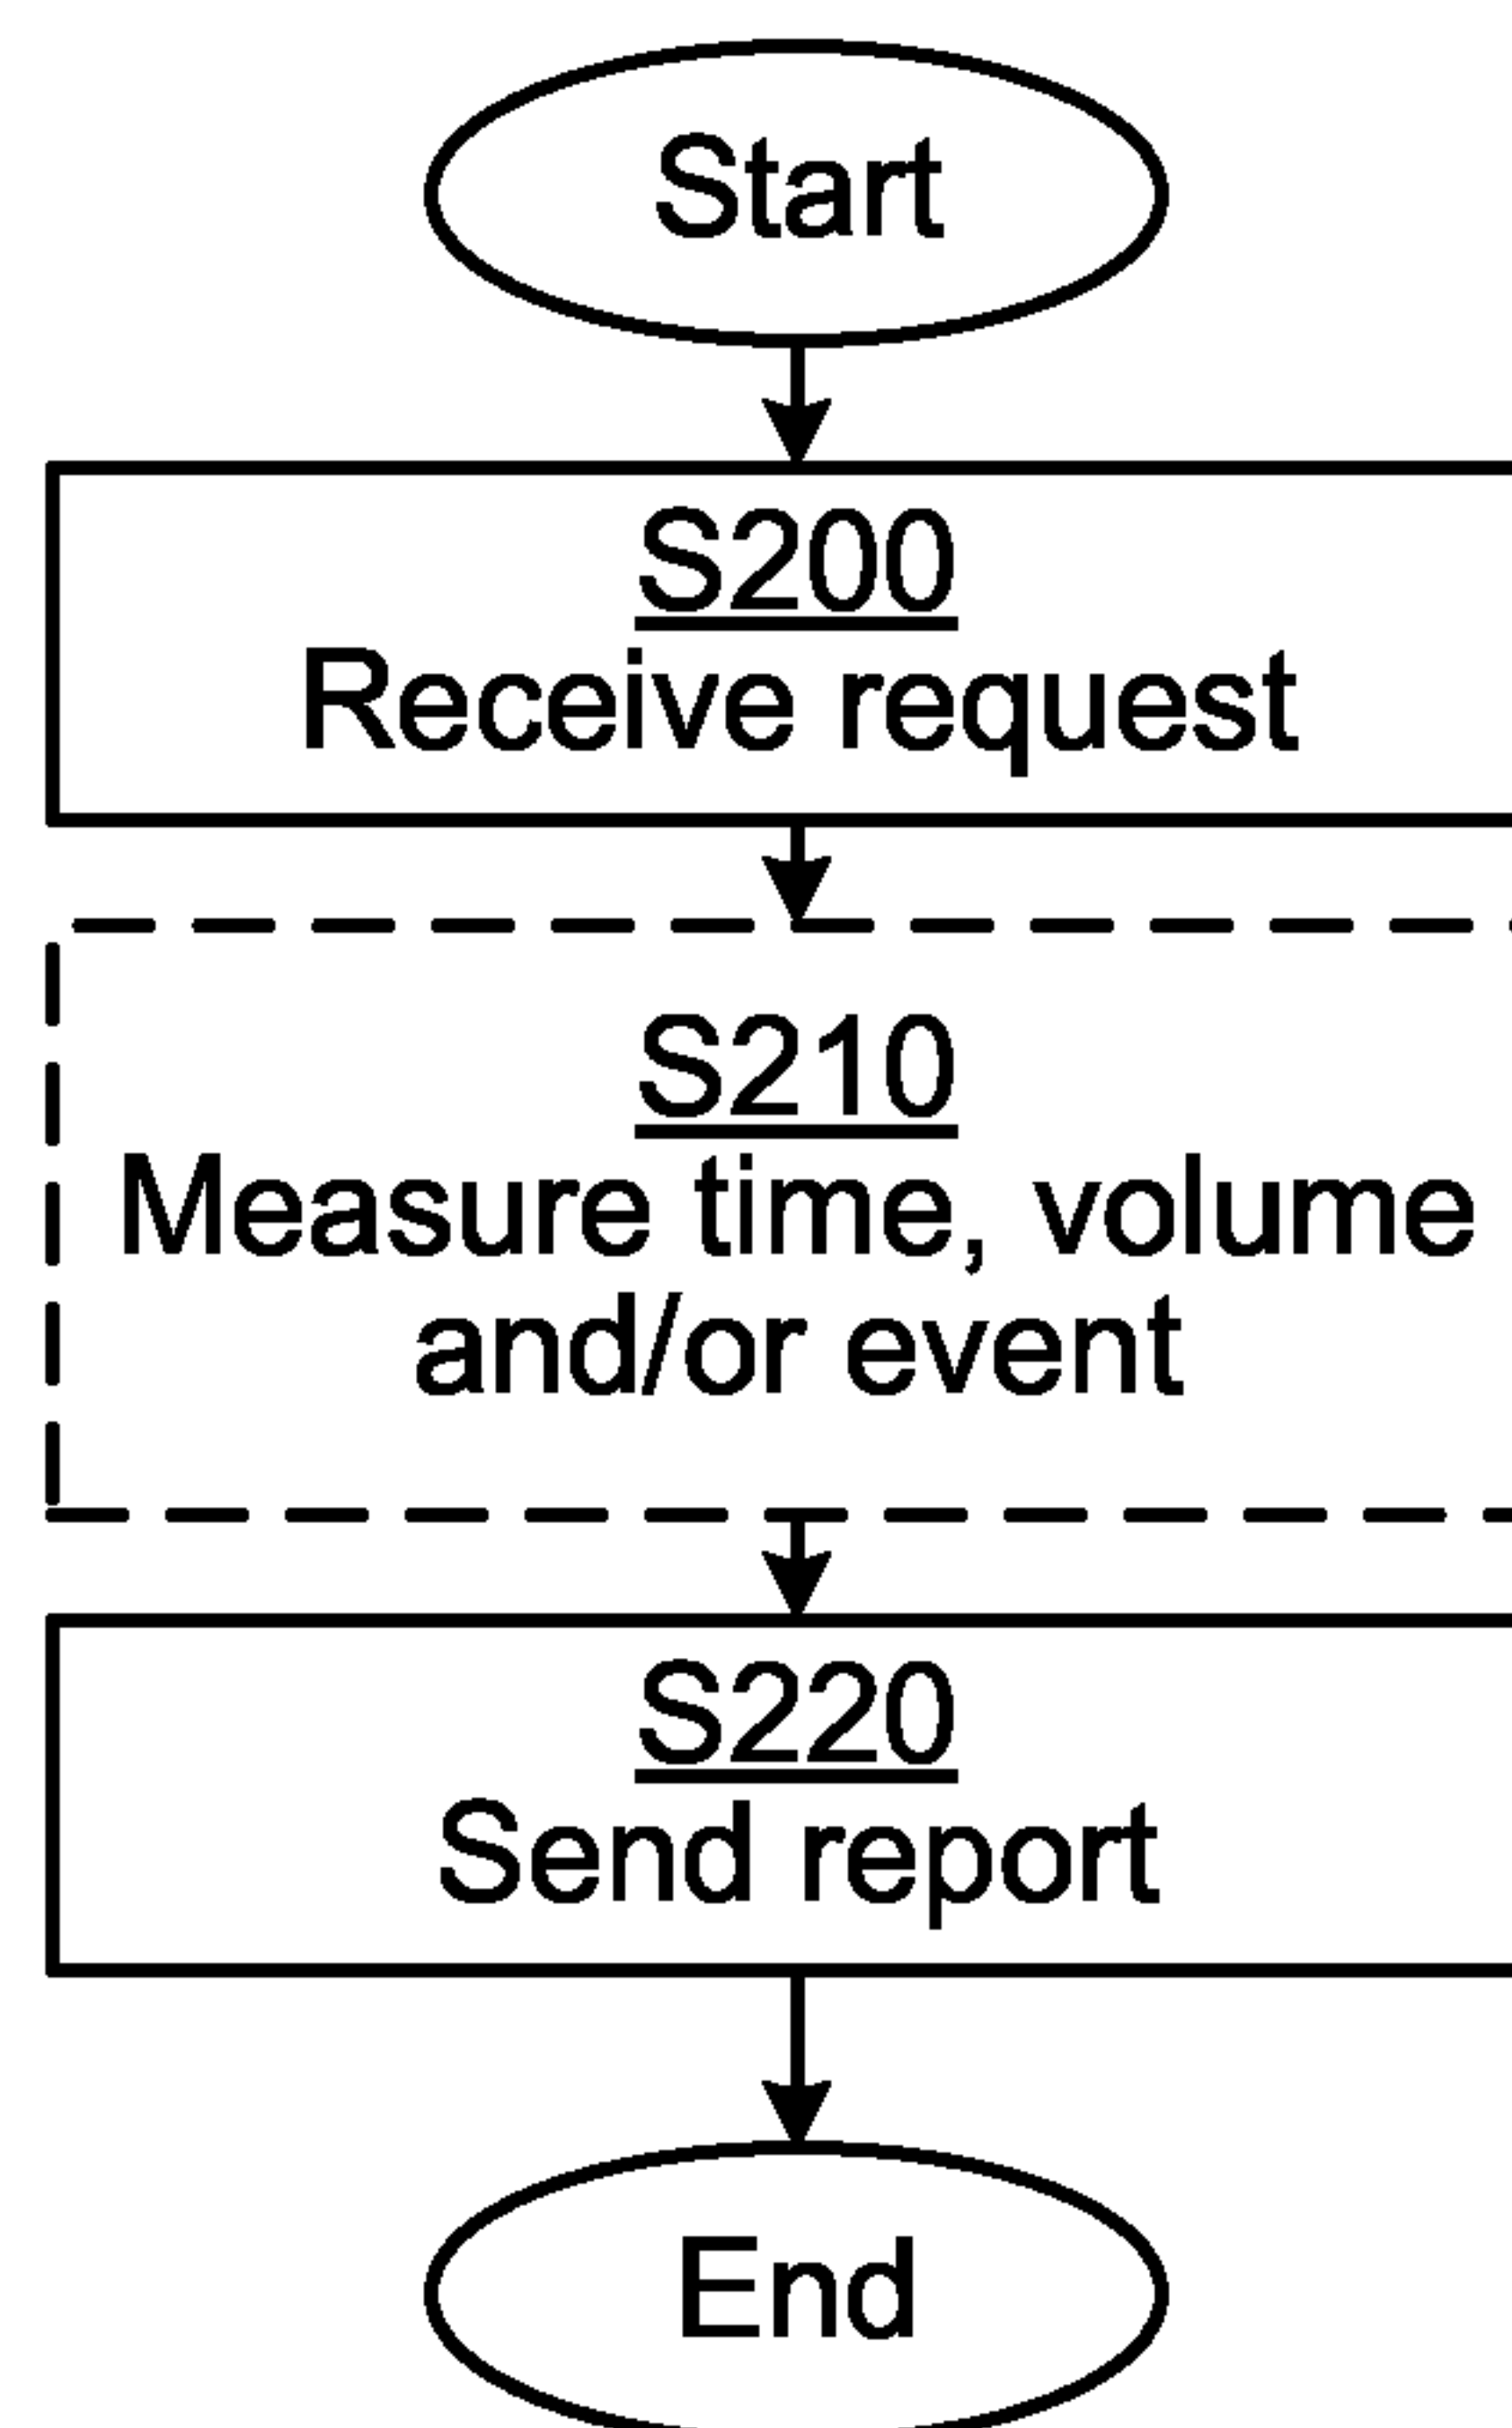 Start
S200
Receive request
S210
Measure time, volume
and/or event
S220
Send report
End